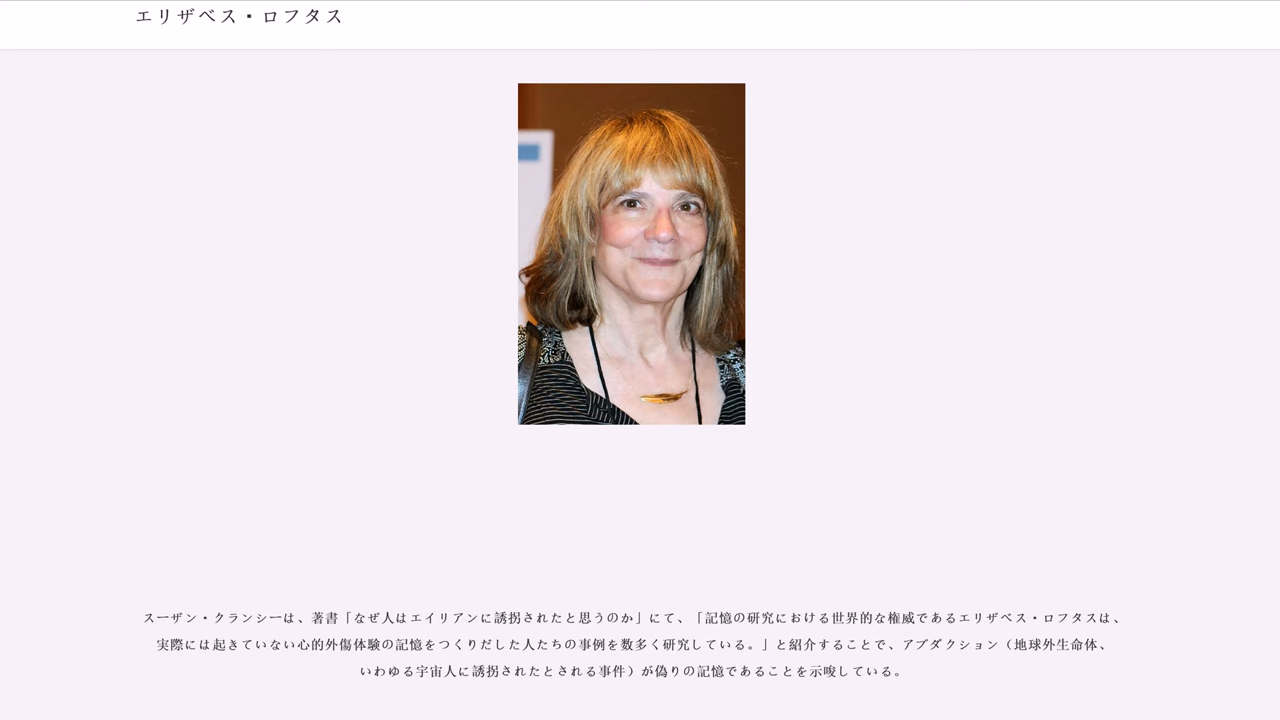 エリザベス・ロフタス
スーザン・クランシーは、著書「なぜ人はエイリアンに誘拐されたと思うのか」にて、「記憶の研究における世界的な権威であるエリザベス・ロフタスは、
実際には起きていない心的外傷体験の記憶をつくりだした人たちの事例を数多く研究している。」と紹介することで、アブダクション（地球外生命体、
いわゆる宇宙人に誘拐されたとされる事件）が偽りの記憶であることを示唆している。